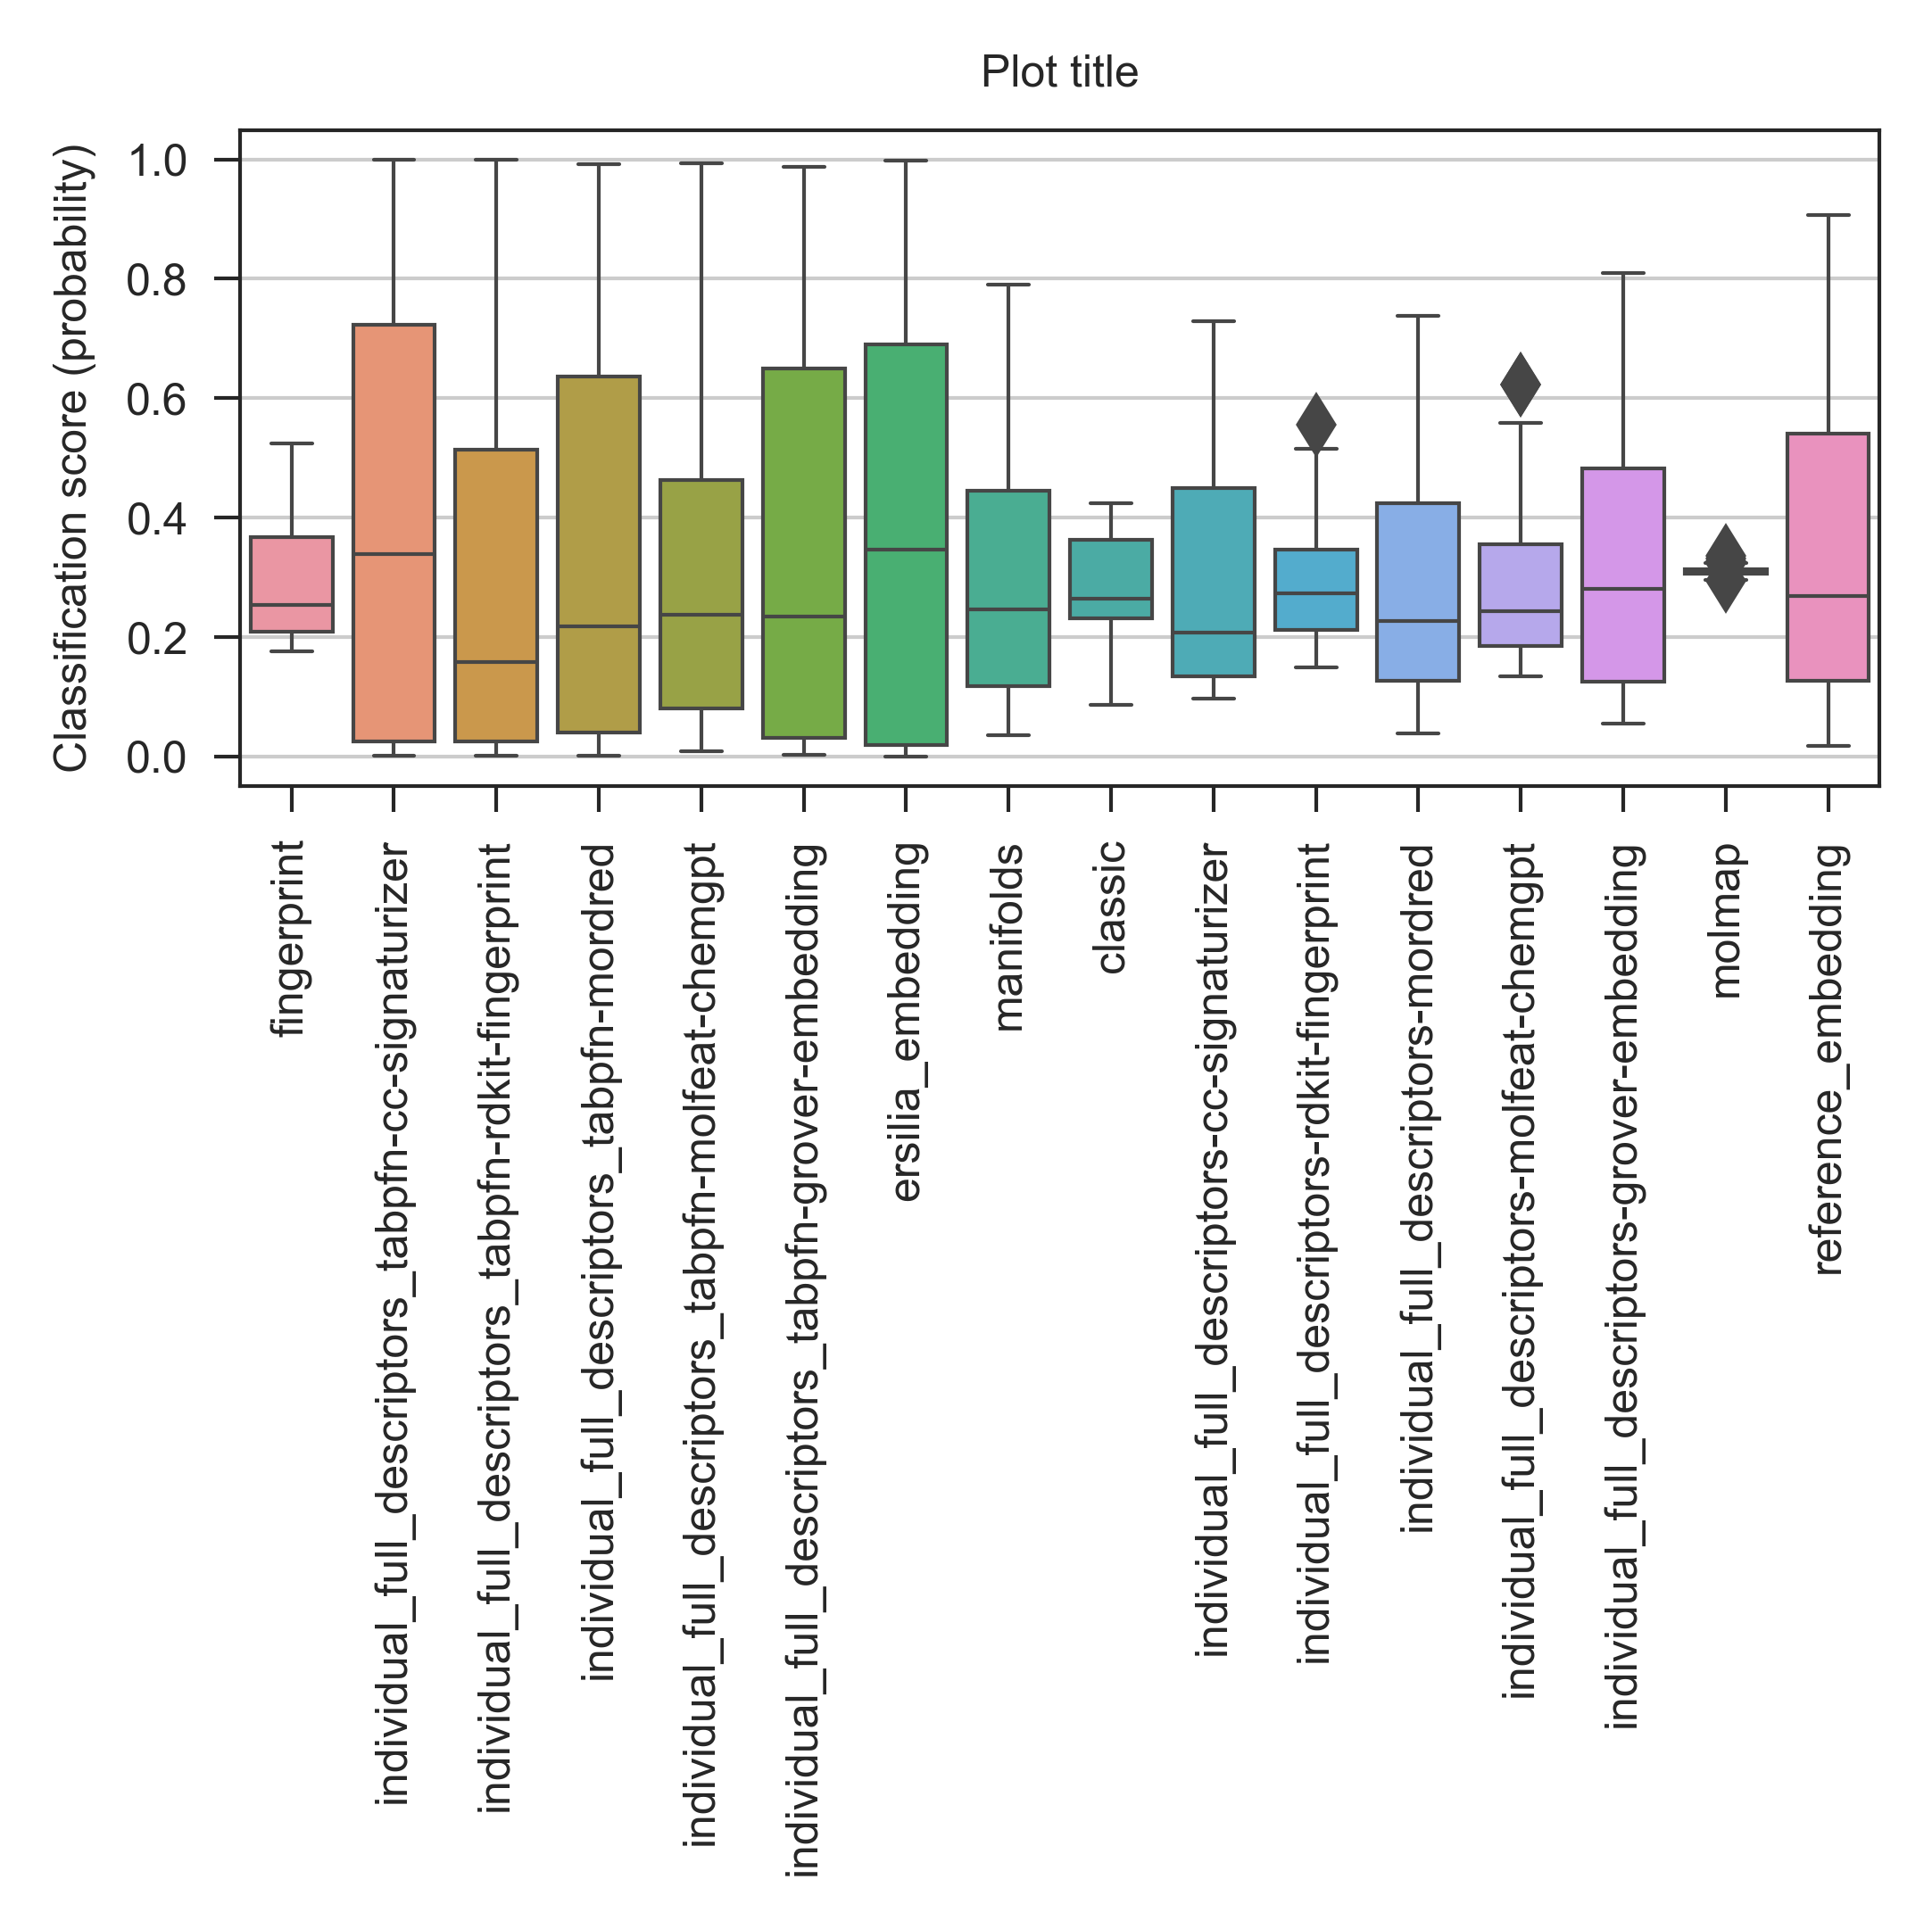 Plot title
Classification score (probability)
1.0
0.8
0.6
0.4
0.2
0.0
fingerprint
individual_full_descriptors_tabpfn-cc-signaturizer
individual_full_descriptors_tabpfn-rdkit-fingerprint
individual_full_descriptors_tabpfn-mordred
individual_full_descriptors_tabpfn-molfeat-chemgpt
individual_full_descriptors_tabpfn-grover-embedding
ersilia_embedding
manifolds
classic
individual_full_descriptors-cc-signaturizer
individual_full_descriptors-rdkit-fingerprint
individual_full_descriptors-mordred
individual_full_descriptors-molfeat-chemgpt
individual_full_descriptors-grover-embedding
molmap
reference_embedding